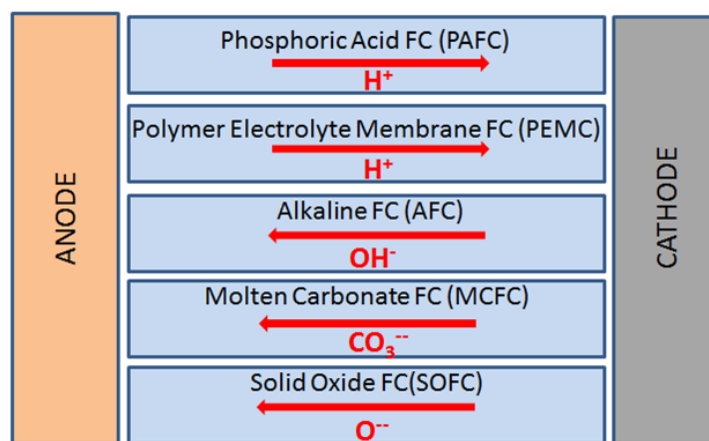 ANODE
Phosphoric Acid FC (PAFC)
H⁺
Polymer Electrolyte Membrane FC (PEMC)
H⁺
Alkaline FC (AFC)
OH⁻
Molten Carbonate FC (MCFC)
CO₃⁻⁻
Solid Oxide FC(SOFC)
O⁻⁻
CATHODE